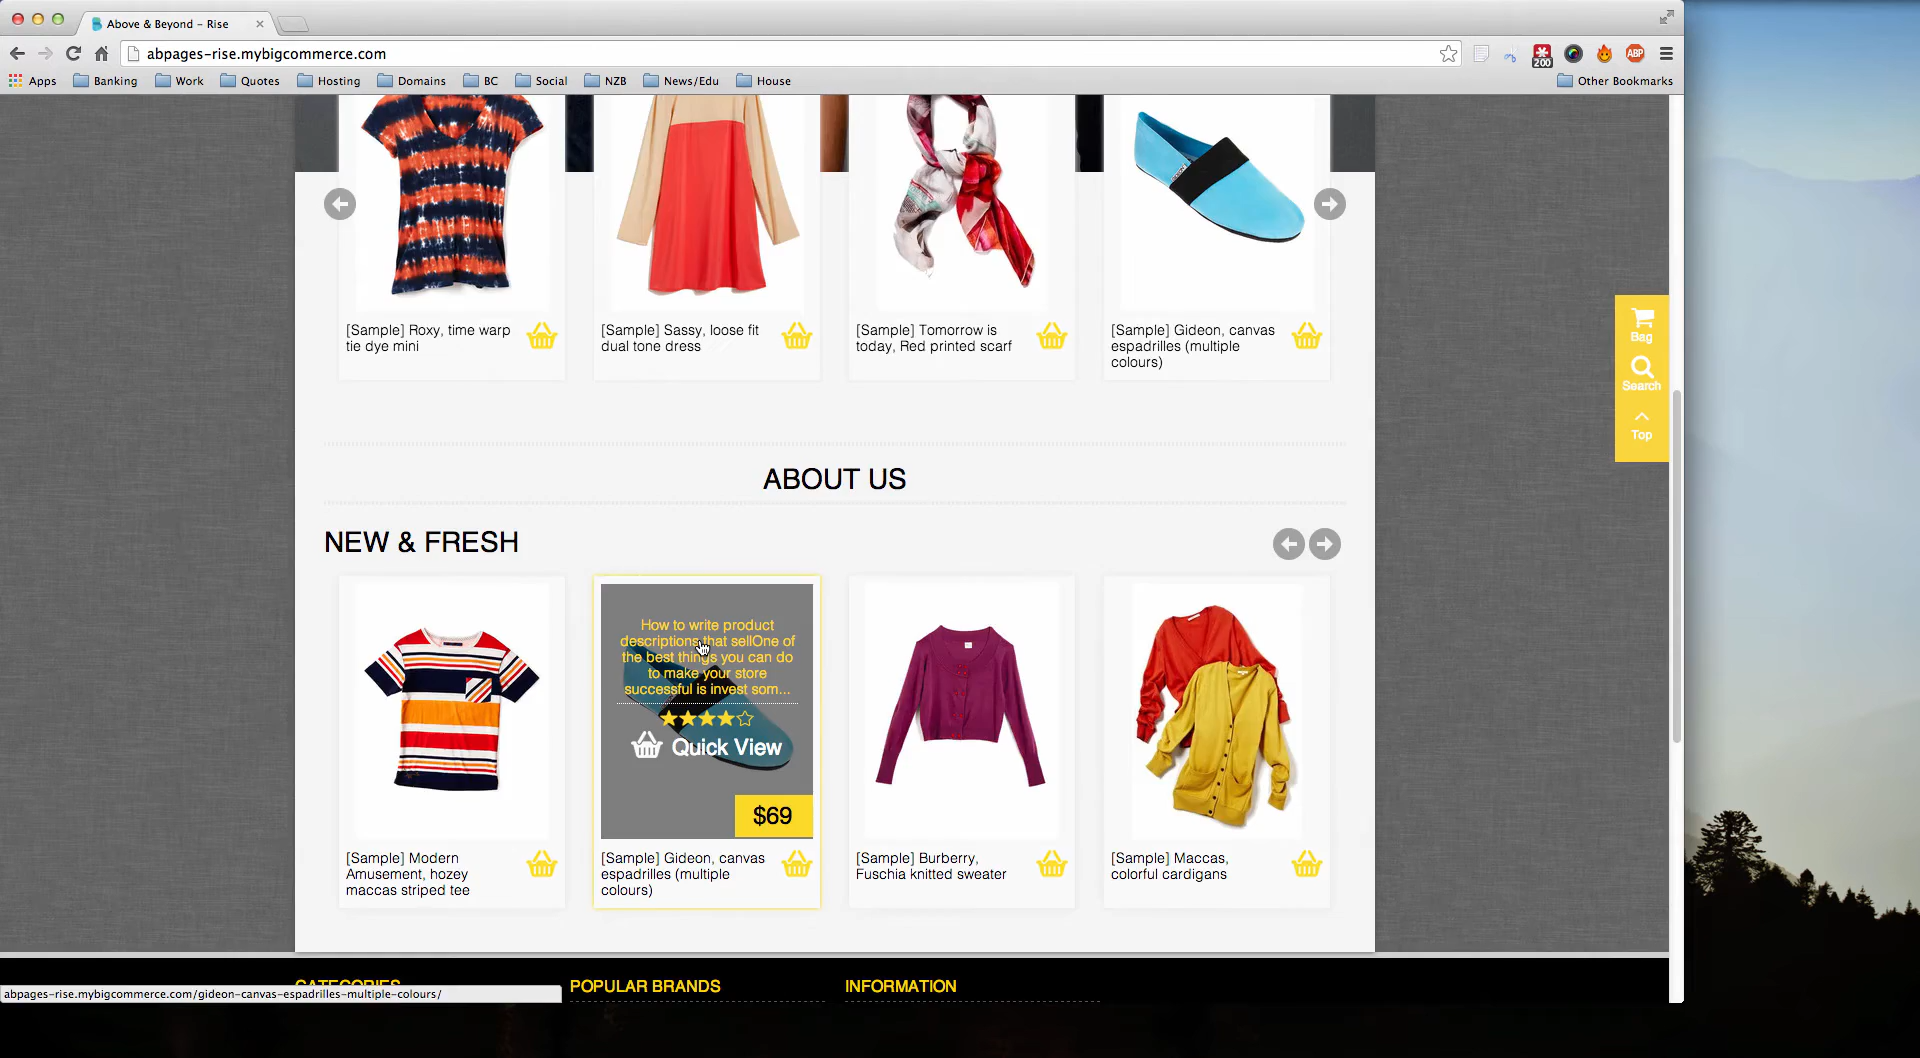 Above & Beyond – Rise
abpages-rise.mybigcommerce.com
200
ABP
Apps
Banking
Work
Quotes
Hosting
Domains
BC
Social
NZB
News/Edu
House
Other Bookmarks
[Sample] Roxy, time warp
tie dye mini
[Sample] Sassy, loose fit
dual tone dress
[Sample] Tomorrow is
today, Red printed scarf
[Sample] Gideon, canvas
espadrilles (multiple
colours)
Bag
Search
Top
ABOUT US
NEW & FRESH
How to write product
descriptions that sellOne of
the best things you can do
to make your store
successful is invest som...
Quick View
$69
[Sample] Modern
Amusement, hozey
maccas striped tee
[Sample] Gideon, canvas
espadrilles (multiple
colours)
[Sample] Burberry,
Fuschia knitted sweater
[Sample] Maccas,
colorful cardigans
CATEGORIES
POPULAR BRANDS
INFORMATION
abpages-rise.mybigcommerce.com/gideon-canvas-espadrilles-multiple-colours/